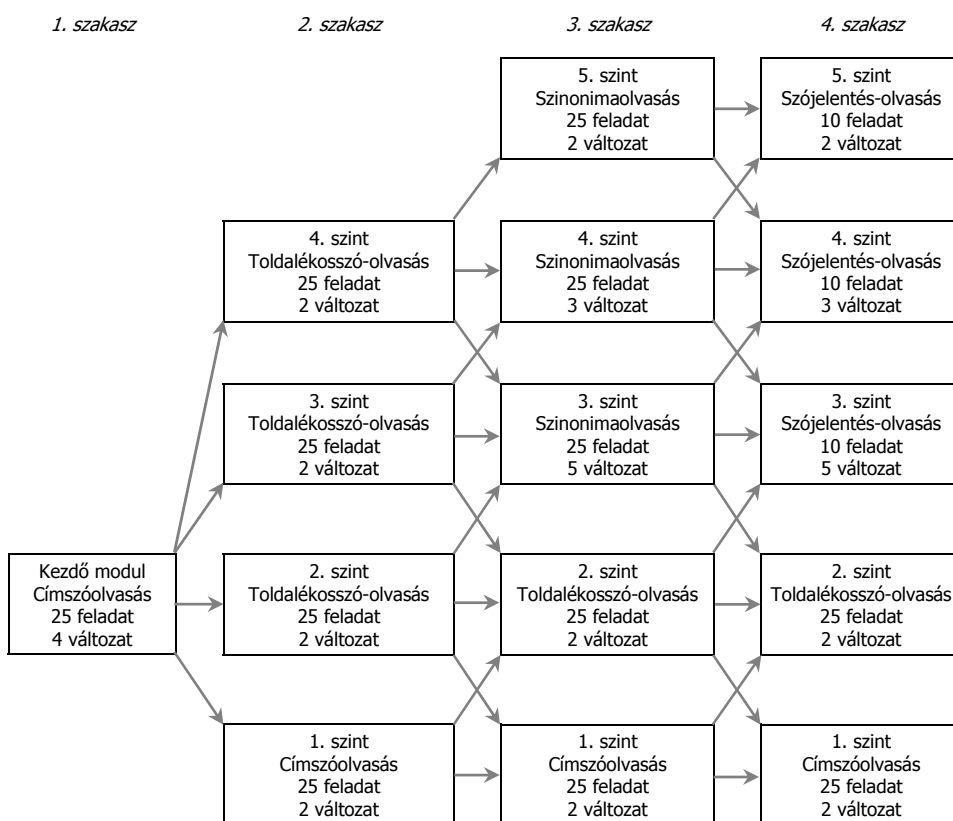 1. szakasz
2. szakasz
3. szakasz
4. szakasz
5. szint
Szinonimaolvasás
25 feladat
2 változat
5. szint
Szójelentés-olvasás
10 feladat
2 változat
4. szint
Toldalékosszó-olvasás
25 feladat
2 változat
4. szint
Szinonimaolvasás
25 feladat
3 változat
4. szint
Szójelentés-olvasás
10 feladat
3 változat
3. szint
Toldalékosszó-olvasás
25 feladat
2 változat
3. szint
Szinonimaolvasás
25 feladat
5 változat
3. szint
Szójelentés-olvasás
10 feladat
5 változat
Kezdő modul
Címszóolvasás
25 feladat
4 változat
2. szint
Toldalékosszó-olvasás
25 feladat
2 változat
2. szint
Toldalékosszó-olvasás
25 feladat
2 változat
2. szint
Toldalékosszó-olvasás
25 feladat
2 változat
1. szint
Címszóolvasás
25 feladat
2 változat
1. szint
Címszóolvasás
25 feladat
2 változat
1. szint
Címszóolvasás
25 feladat
2 változat